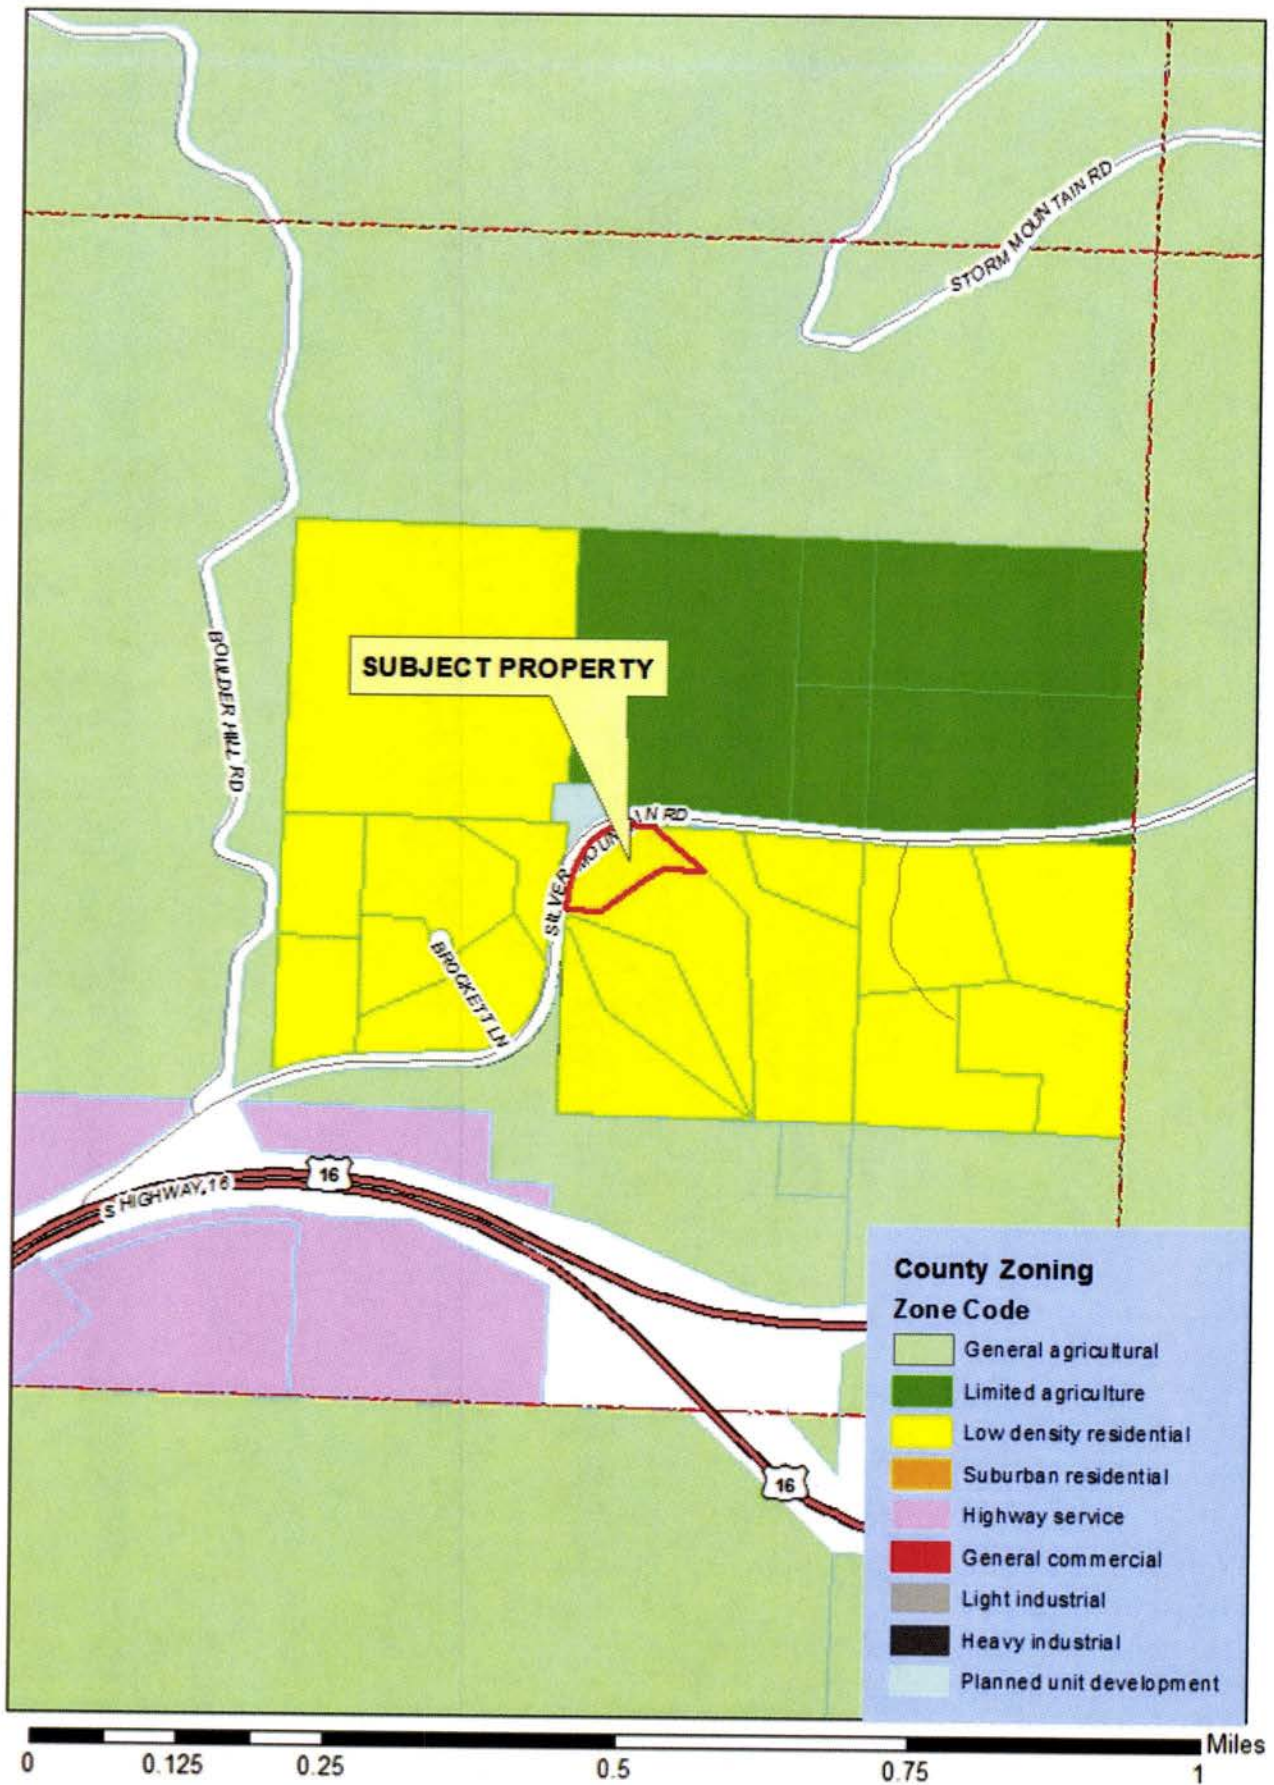 STORM MOUNTAIN RD
BOULDER HILL RD
SUBJECT PROPERTY
SILVER MOUN IN RD
BROCKETT LN
16
S HIGHWAY 16
16
County Zoning
Zone Code
General agricultural
Limited agriculture
Low density residential
Suburban residential
Highway service
General commercial
Light industrial
Heavy industrial
Planned unit development
0 0.125 0.25 0.5 0.75 1 Miles